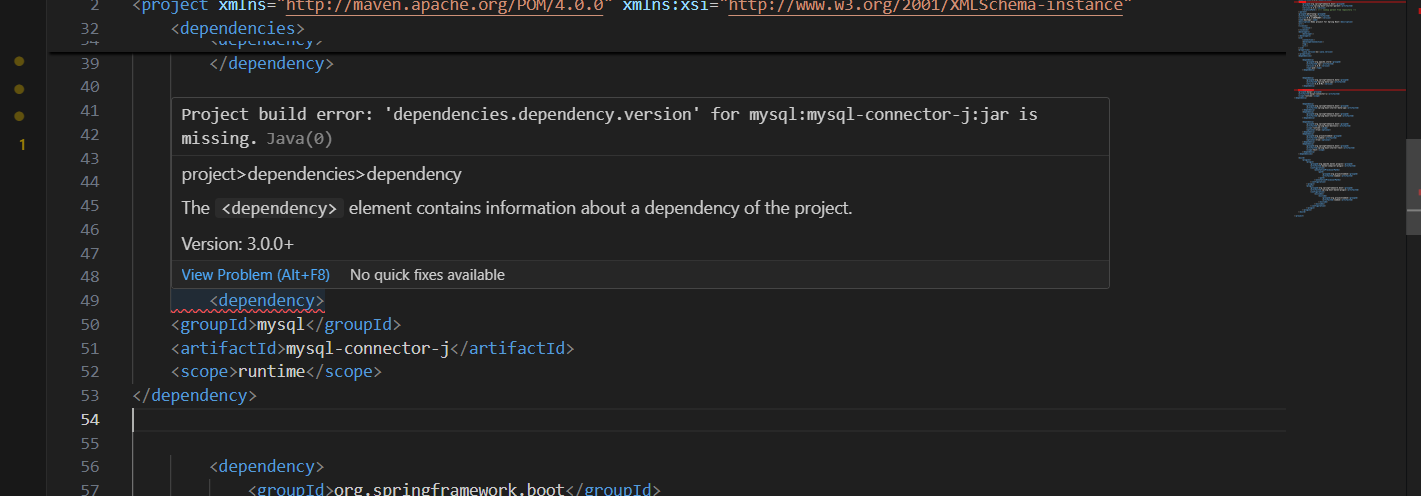 2 <project xmlns="http://maven.apache.org/POM/4.0.0" xmlns:xsi="http://www.w3.org/2001/XMLSchema-instance"
32 <dependencies>
34 <dependency>
39 </dependency>
40
41
Project build error: 'dependencies.dependency.version' for mysql:mysql-connector-j:jar is
42
missing. Java(0)
43
44 project>dependencies>dependency
45 The <dependency> element contains information about a dependency of the project.
46
47 Version: 3.0.0+
1
48 View Problem (Alt+F8) No quick fixes available
49 <dependency>
50 <groupId>mysql</groupId>
51 <artifactId>mysql-connector-j</artifactId>
52 <scope>runtime</scope>
53 </dependency>
54
55
56 <dependency>
57 <groupId>org.springframework.boot</groupId>